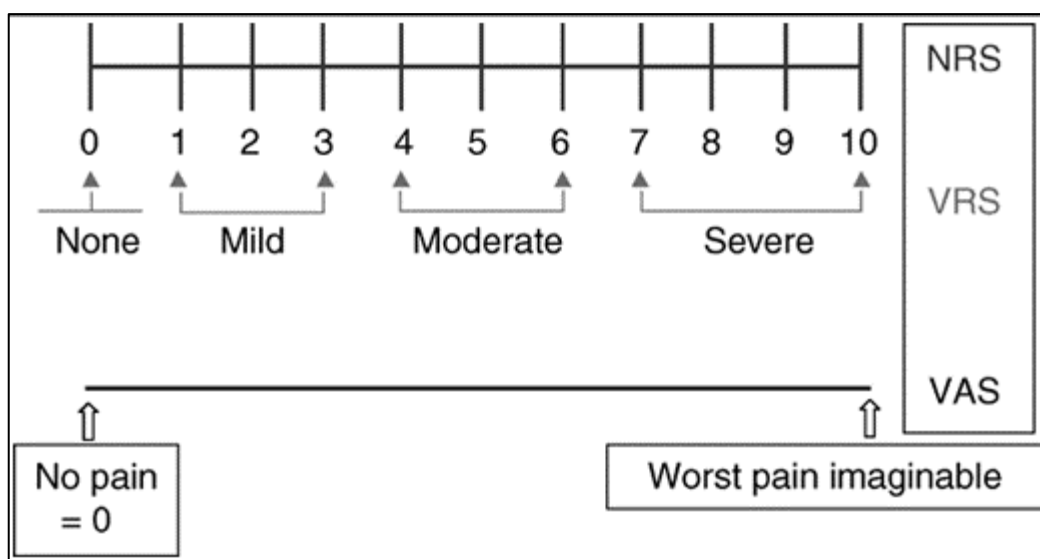 NRS
0 1 2 3 4 5 6 7 8 9 10
VRS
None Mild Moderate Severe
VAS
No pain
= 0
Worst pain imaginable